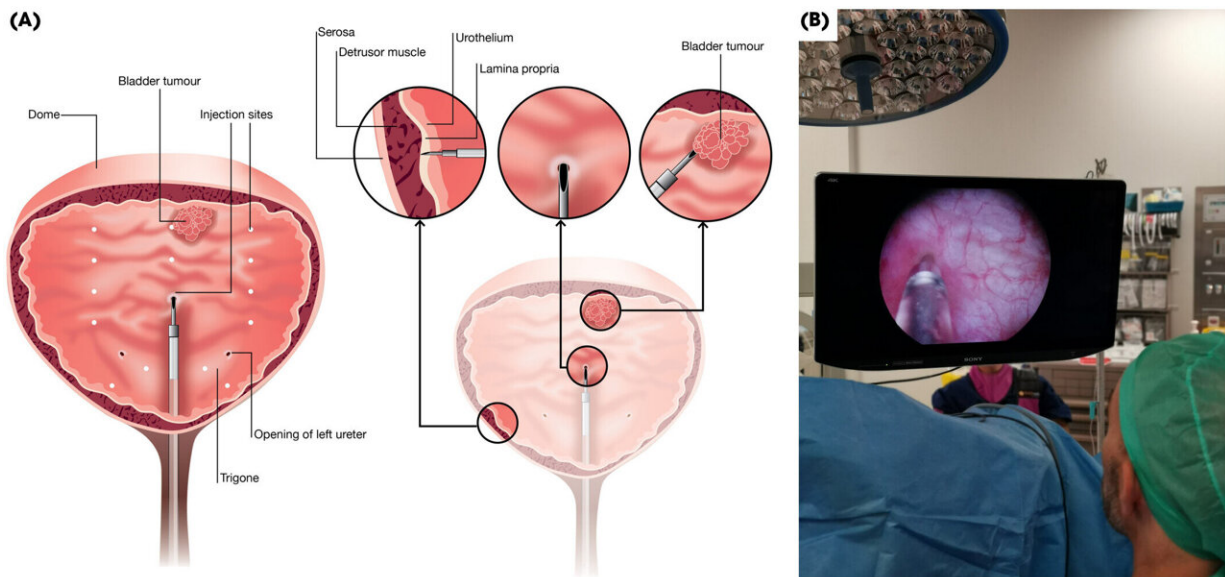 (A)
Serosa
Detrusor muscle
Urothelium
Lamina propria
Bladder tumour
Bladder tumour
Injection sites
Dome
Opening of left ureter
Trigone
(B)
SONY